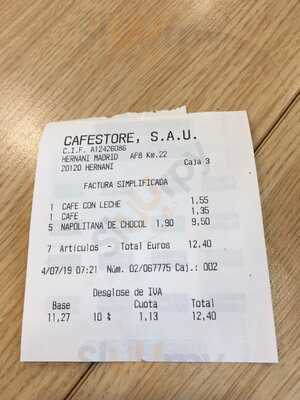 CAFESTORE, S.A.U.
C.I.F. A12426086
HERNANI MADRID AP8 Km.22
20120 HERNANI Caja 3
FACTURA SIMPLIFICADA
1 CAFE CON LECHE 1,55
1 CAFE 1,35
5 NAPOLITANA DE CHOCOL 1,90 9,50
7 Artículos - Total Euros 12,40
4/07/19 07:21 Núm. 02/067775 Caj.: 002
Desglose de IVA
Base Cuota Total
11,27 10 % 1,13 12,40